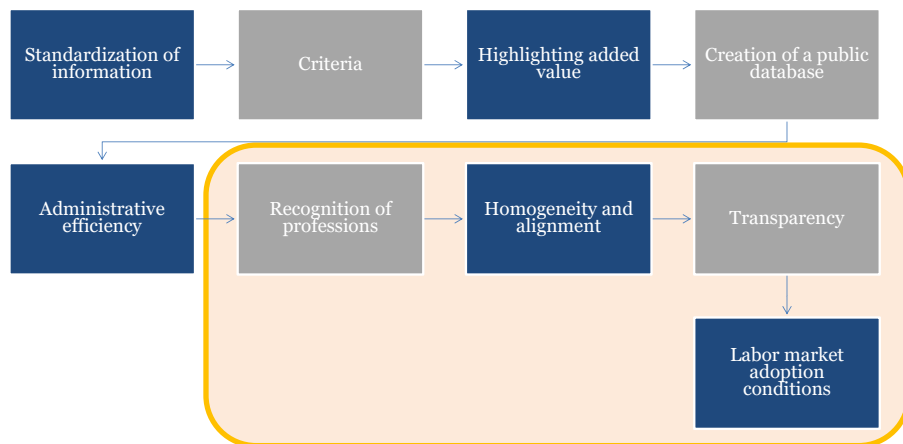 Standardization of
information
Criteria
Highlighting added
value
Creation of a public
database
Administrative
efficiency
Recognition of
professions
Homogeneity and
alignment
Transparency
Labor market
adoption
conditions